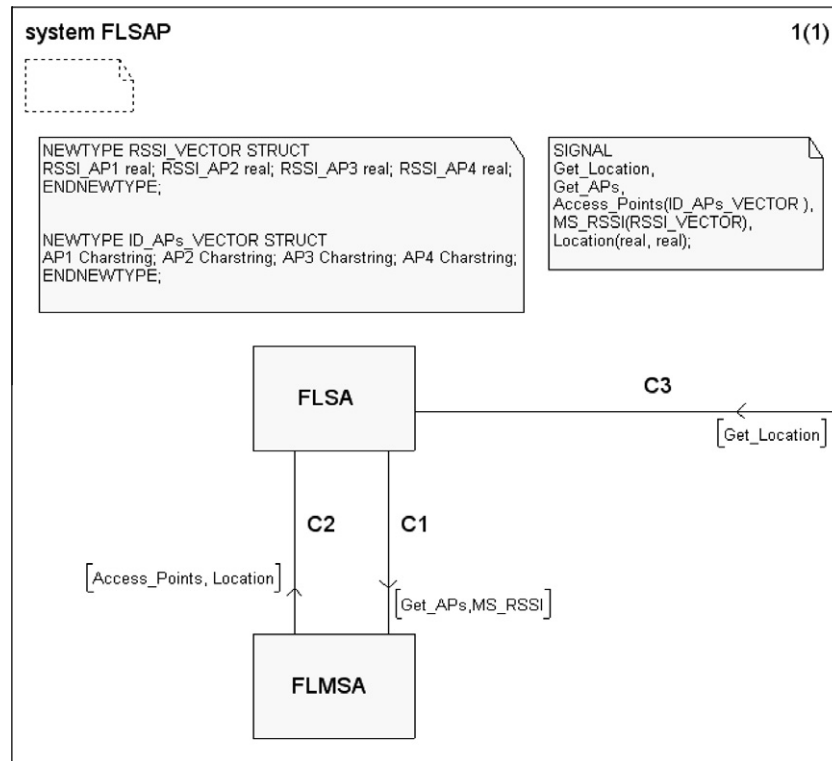 system FLSAP
1(1)
NEWTYPE RSSI_VECTOR STRUCT
RSSI_AP1 real; RSSI_AP2 real; RSSI_AP3 real; RSSI_AP4 real;
ENDNEWTYPE;
NEWTYPE ID_APs_VECTOR STRUCT
AP1 Charstring; AP2 Charstring; AP3 Charstring; AP4 Charstring;
ENDNEWTYPE;
SIGNAL
Get_Location,
Get_APs,
Access_Points(ID_APs_VECTOR ),
MS_RSSI(RSSI_VECTOR),
Location(real, real);
FLSA
C3
[Get_Location]
C2
C1
[Access_Points, Location]
[Get_APs,MS_RSSI]
FLMSA